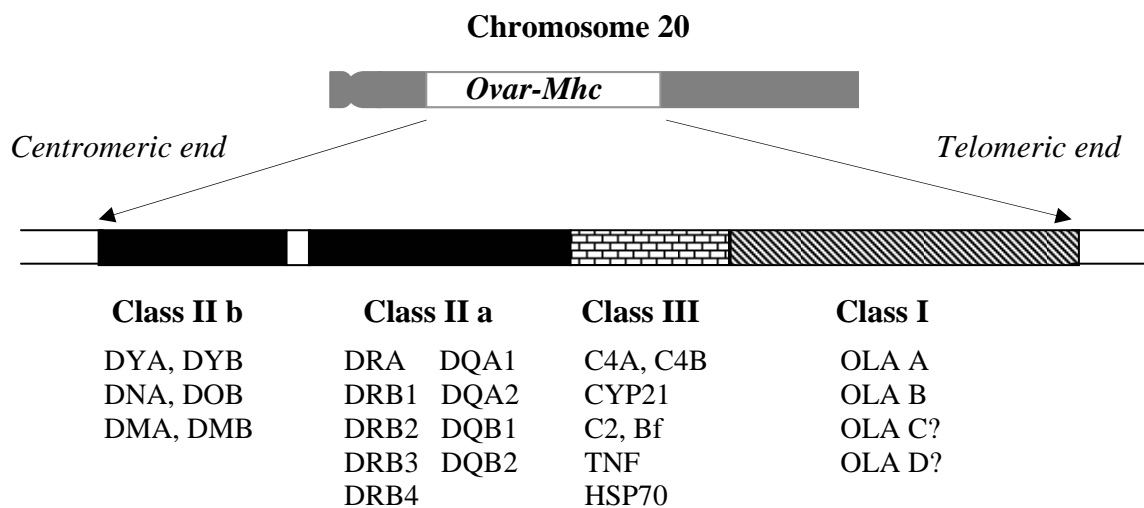 Chromosome 20
Ovar-Mhc
Centromeric end
Telomeric end
Class II b
DYA, DYB
DNA, DOB
DMA, DMB
Class II a
DRA DQA1
DRB1 DQA2
DRB2 DQB1
DRB3 DQB2
DRB4
Class III
C4A, C4B
CYP21
C2, Bf
TNF
HSP70
Class I
OLA A
OLA B
OLA C?
OLA D?